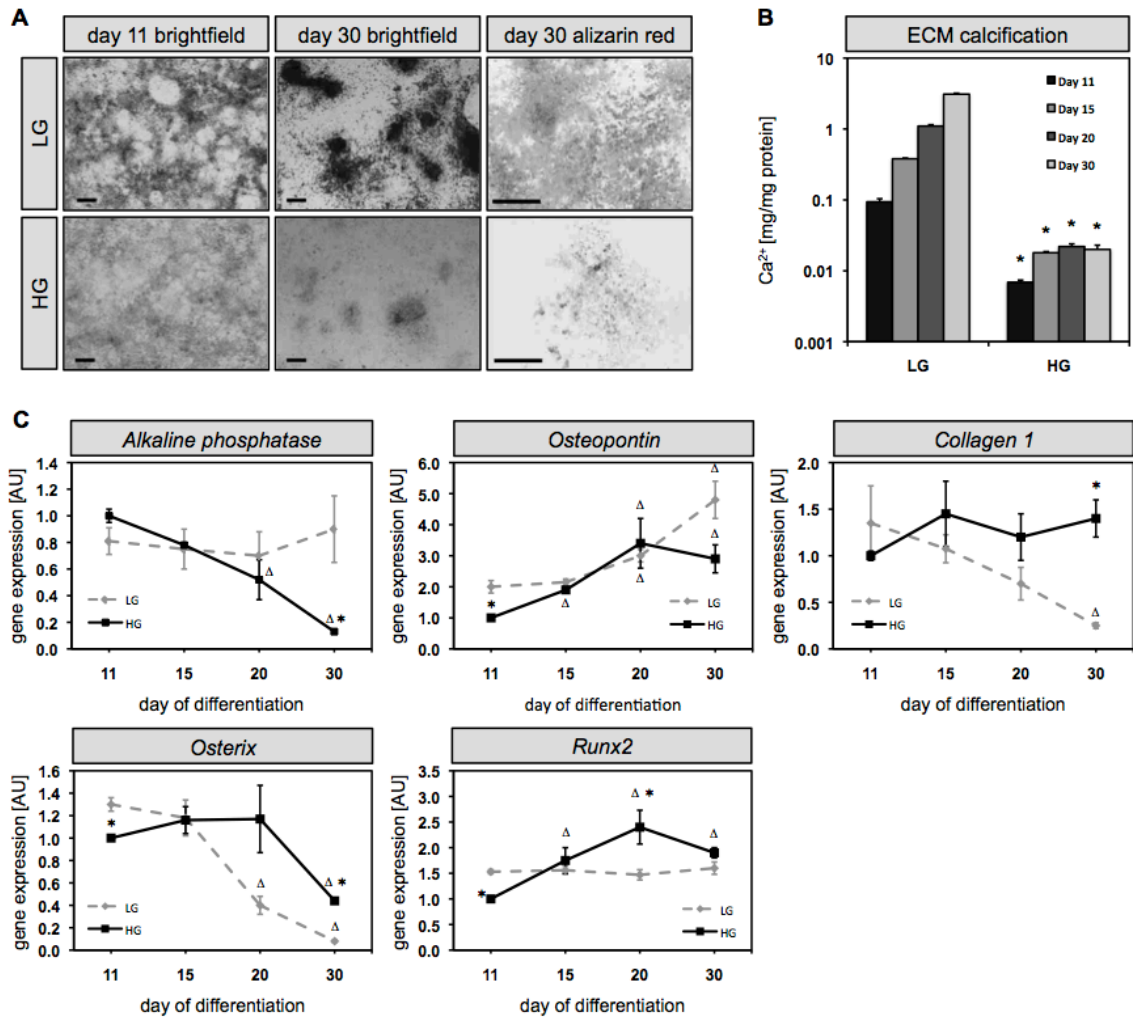 A
day 11 brightfield
day 30 brightfield
day 30 alizarin red
LG
HG
B
ECM calcification
10
1
0.1
0.01
0.001
Ca²⁺ [mg/mg protein]
Day 11
Day 15
Day 20
Day 30
* * * *
LG HG
C
Alkaline phosphatase
gene expression [AU]
1.4
1.2
1.0
0.8
0.6
0.4
0.2
0.0
Δ
Δ *
LG
HG
11 15 20 30
day of differentiation
Osteopontin
gene expression [AU]
6.0
5.0
4.0
3.0
2.0
1.0
0.0
Δ
Δ
Δ
Δ
Δ
*
LG
HG
11 15 20 30
day of differentiation
Collagen 1
gene expression [AU]
2.0
1.5
1.0
0.5
0.0
*
Δ
LG
HG
11 15 20 30
day of differentiation
Osterix
gene expression [AU]
1.6
1.4
1.2
1.0
0.8
0.6
0.4
0.2
0.0
*
Δ
Δ *
Δ
LG
HG
11 15 20 30
day of differentiation
Runx2
gene expression [AU]
3.5
3.0
2.5
2.0
1.5
1.0
0.5
0.0
Δ *
Δ
Δ
*
LG
HG
11 15 20 30
day of differentiation